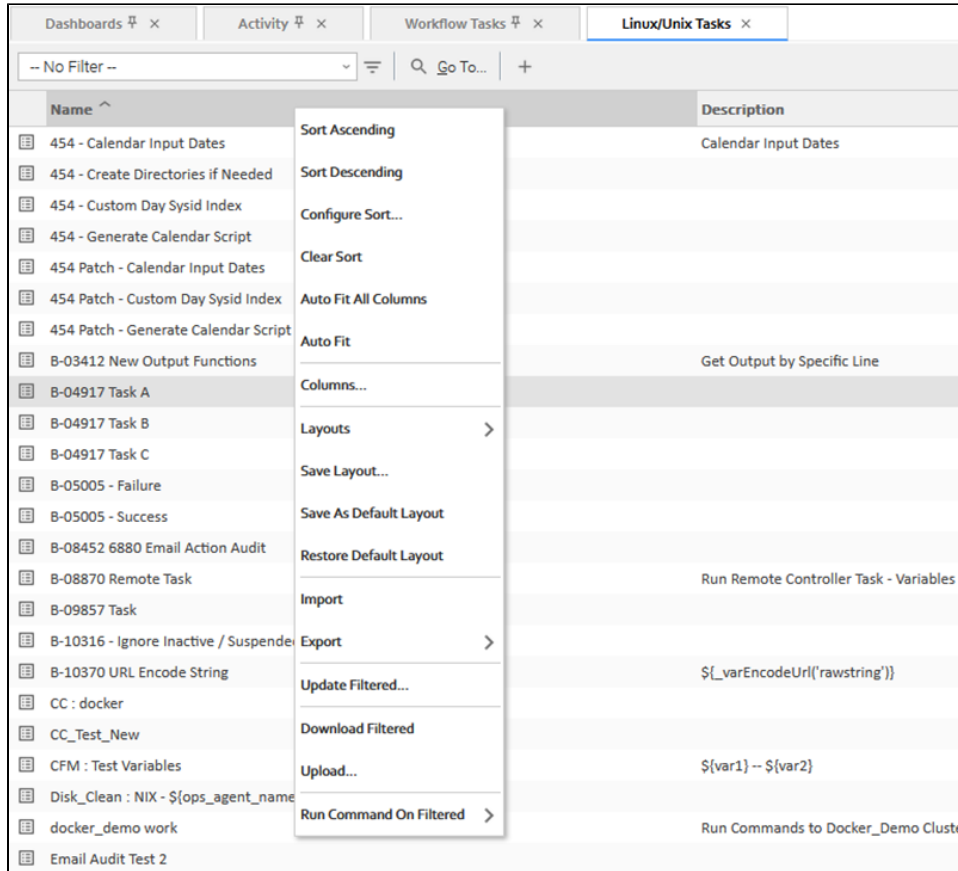 Dashboards Activity Workflow Tasks Linux/Unix Tasks
-- No Filter -- Go To...
Name Description
454 - Calendar Input Dates Calendar Input Dates
454 - Create Directories if Needed
454 - Custom Day Sysid Index
454 - Generate Calendar Script
454 Patch - Calendar Input Dates
454 Patch - Custom Day Sysid Index
454 Patch - Generate Calendar Script
B-03412 New Output Functions Get Output by Specific Line
B-04917 Task A
B-04917 Task B
B-04917 Task C
B-05005 - Failure
B-05005 - Success
B-08452 6880 Email Action Audit
B-08870 Remote Task Run Remote Controller Task - Variables
B-09857 Task
B-10316 - Ignore Inactive / Suspende
B-10370 URL Encode String ${_varEncodeUrl('rawstring')}
CC : docker
CC_Test_New
CFM : Test Variables ${var1} -- ${var2}
Disk_Clean : NIX - ${ops_agent_name
docker_demo work Run Commands to Docker_Demo Cluste
Email Audit Test 2
Sort Ascending
Sort Descending
Configure Sort...
Clear Sort
Auto Fit All Columns
Auto Fit
Columns...
Layouts
Save Layout...
Save As Default Layout
Restore Default Layout
Import
Export
Update Filtered...
Download Filtered
Upload...
Run Command On Filtered